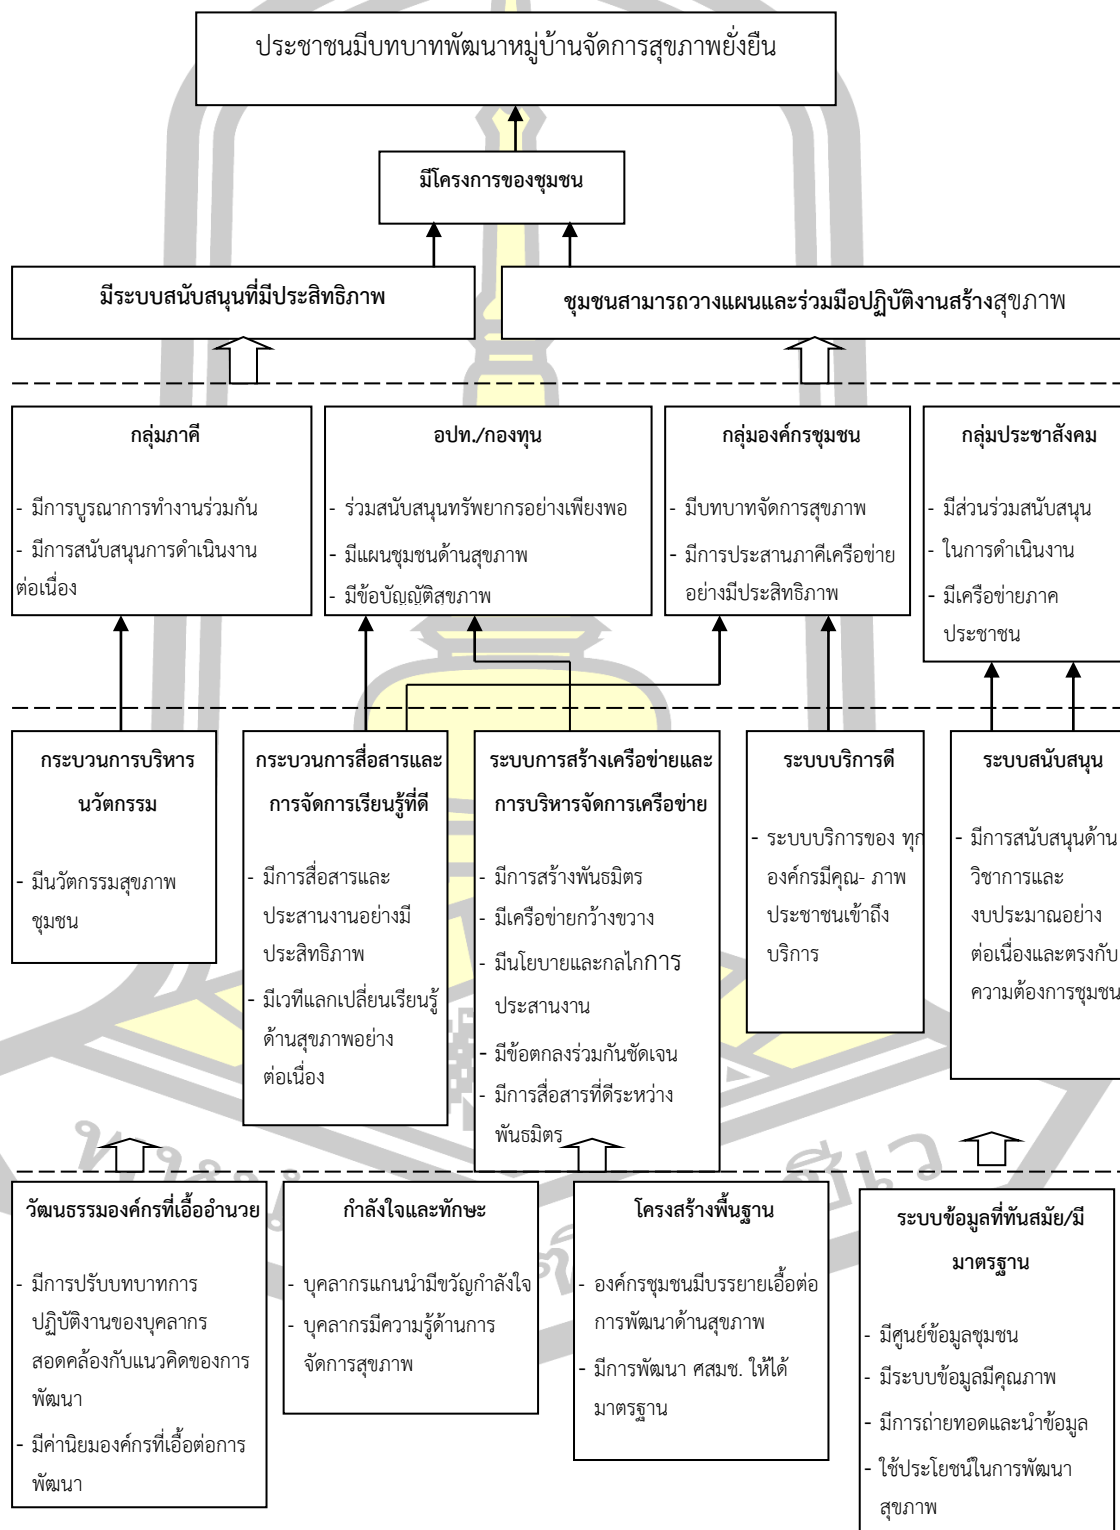 ประชาชนมีบทบาทพัฒนาหมู่บ้านจัดการสุขภาพยั่งยืน
มีโครงการของชุมชน
มีระบบสนับสนุนที่มีประสิทธิภาพ
ชุมชนสามารถวางแผนและร่วมมือปฏิบัติงานสร้างสุขภาพ
กลุ่มภาคี
- มีการบูรณาการทำงานร่วมกัน
- มีการสนับสนุนการดำเนินงาน
ต่อเนื่อง
อปท./กองทุน
- ร่วมสนับสนุนทรัพยากรอย่างเพียงพอ
- มีแผนชุมชนด้านสุขภาพ
- มีข้อบัญญัติสุขภาพ
กลุ่มองค์กรชุมชน
- มีบทบาทจัดการสุขภาพ
- มีการประสานภาคีเครือข่าย
อย่างมีประสิทธิภาพ
กลุ่มประชาสังคม
- มีส่วนร่วมสนับสนุน
- ในการดำเนินงาน
- มีเครือข่ายภาค
ประชาชน
กระบวนการบริหาร
นวัตกรรม
- มีนวัตกรรมสุขภาพ
ชุมชน
กระบวนการสื่อสารและ
การจัดการเรียนรู้ที่ดี
- มีการสื่อสารและ
ประสานงานอย่างมี
ประสิทธิภาพ
- มีเวทีแลกเปลี่ยนเรียนรู้
ด้านสุขภาพอย่าง
ต่อเนื่อง
ระบบการสร้างเครือข่ายและ
การบริหารจัดการเครือข่าย
- มีการสร้างพันธมิตร
- มีเครือข่ายกว้างขวาง
- มีนโยบายและกลไกการ
ประสานงาน
- มีข้อตกลงร่วมกันชัดเจน
- มีการสื่อสารที่ดีระหว่าง
พันธมิตร
ระบบบริการดี
- ระบบบริการของ ทุก
องค์กรมีคุณ- ภาพ
ประชาชนเข้าถึง
บริการ
ระบบสนับสนุน
- มีการสนับสนุนด้าน
วิชาการและ
งบประมาณอย่าง
ต่อเนื่องและตรงกับ
ความต้องการชุมชน
วัฒนธรรมองค์กรที่เอื้ออำนวย
- มีการปรับบทบาทการ
ปฏิบัติงานของบุคลากร
สอดคล้องกับแนวคิดของการ
พัฒนา
- มีค่านิยมองค์กรที่เอื้อต่อการ
พัฒนา
กำลังใจและทักษะ
- บุคลากรแกนนำมีขวัญกำลังใจ
- บุคลากรมีความรู้ด้านการ
จัดการสุขภาพ
โครงสร้างพื้นฐาน
- องค์กรชุมชนมีบรรยายเอื้อต่อ
การพัฒนาด้านสุขภาพ
- มีการพัฒนา ศสมช. ให้ได้
มาตรฐาน
ระบบข้อมูลที่ทันสมัย/มี
มาตรฐาน
- มีศูนย์ข้อมูลชุมชน
- มีระบบข้อมูลมีคุณภาพ
- มีการถ่ายทอดและนำข้อมูล
- ใช้ประโยชน์ในการพัฒนา
สุขภาพ